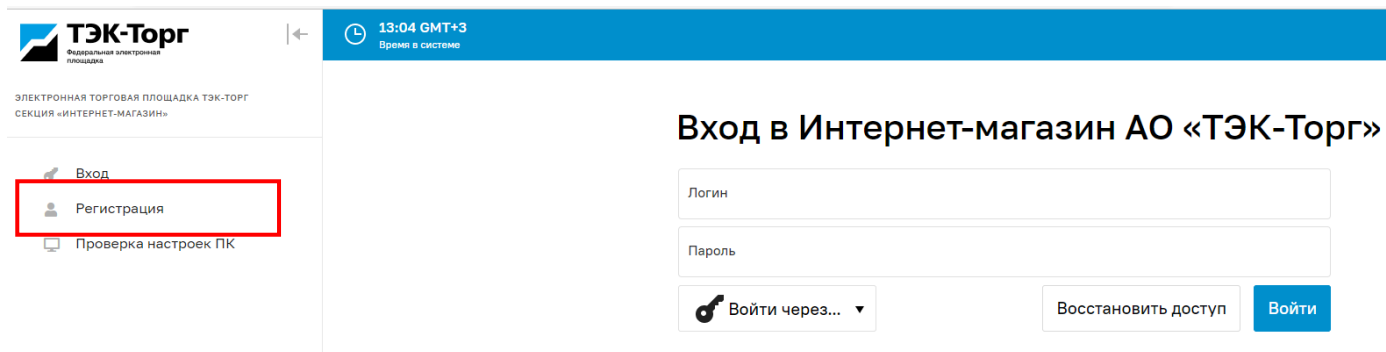 ТЭК-Торг
Федеральная электронная
площадка
ЭЛЕКТРОННАЯ ТОРГОВАЯ ПЛОЩАДКА ТЭК-ТОРГ
СЕКЦИЯ «ИНТЕРНЕТ-МАГАЗИН»
Вход
Регистрация
Проверка настроек ПК
13:04 GMT+3
Время в системе
Вход в Интернет-магазин АО «ТЭК-Торг»
Логин
Пароль
Войти через...
Восстановить доступ
Войти